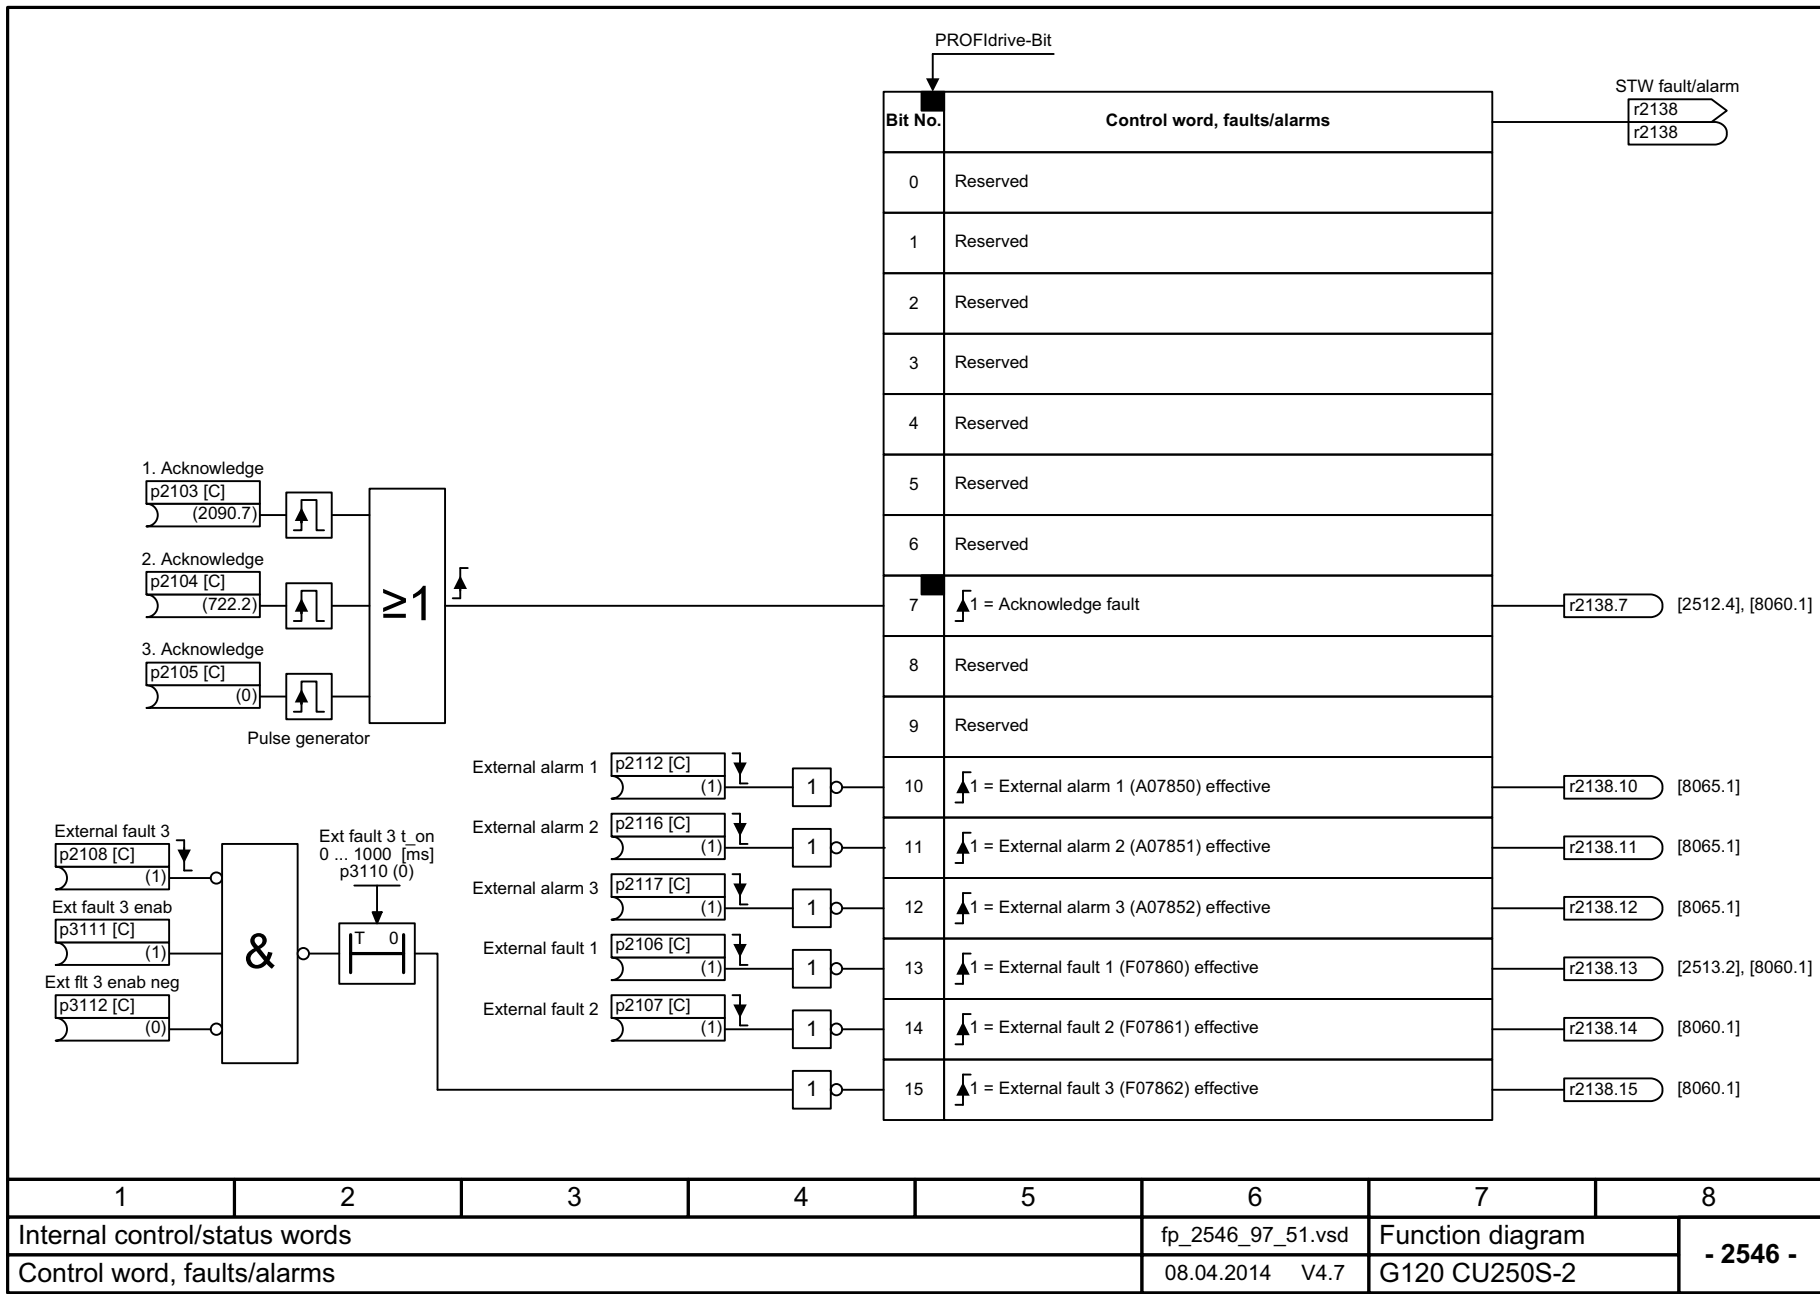 PROFIdrive-Bit
STW fault/alarm
r2138
r2138
Bit No. Control word, faults/alarms
0 Reserved
1 Reserved
2 Reserved
3 Reserved
4 Reserved
5 Reserved
6 Reserved
7 1 = Acknowledge fault
r2138.7 [2512.4], [8060.1]
8 Reserved
9 Reserved
10 1 = External alarm 1 (A07850) effective
r2138.10 [8065.1]
11 1 = External alarm 2 (A07851) effective
r2138.11 [8065.1]
12 1 = External alarm 3 (A07852) effective
r2138.12 [8065.1]
13 1 = External fault 1 (F07860) effective
r2138.13 [2513.2], [8060.1]
14 1 = External fault 2 (F07861) effective
r2138.14 [8060.1]
15 1 = External fault 3 (F07862) effective
r2138.15 [8060.1]
1. Acknowledge
p2103 [C]
(2090.7)
2. Acknowledge
p2104 [C]
(722.2)
3. Acknowledge
p2105 [C]
(0)
Pulse generator
≥1
External alarm 1 p2112 [C]
(1) 1
External alarm 2 p2116 [C]
(1) 1
External alarm 3 p2117 [C]
(1) 1
External fault 1 p2106 [C]
(1) 1
External fault 2 p2107 [C]
(1) 1
1
External fault 3
p2108 [C]
(1)
Ext fault 3 enab
p3111 [C]
(1)
Ext flt 3 enab neg
p3112 [C]
(0)
&
Ext fault 3 t_on
0 ... 1000 [ms]
p3110 (0)
T 0
1 2 3 4 5 6 7 8
Internal control/status words fp_2546_97_51.vsd Function diagram
- 2546 -
Control word, faults/alarms 08.04.2014 V4.7 G120 CU250S-2